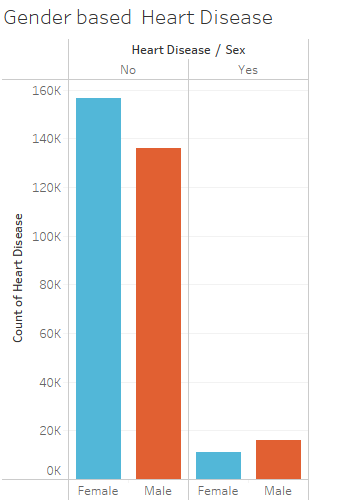 Gender based  Heart Disease
Heart Disease / Sex
No Yes
160K
140K
120K
100K
80K
60K
40K
20K
0K
Count of Heart Disease
Female Male Female Male